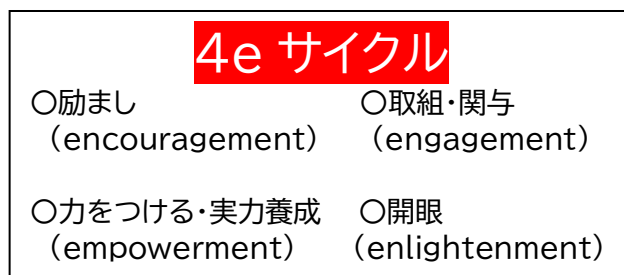 4e サイクル
○励まし ○取組・関与
(encouragement) (engagement)
○力をつける・実力養成 ○開眼
(empowerment) (enlightenment)